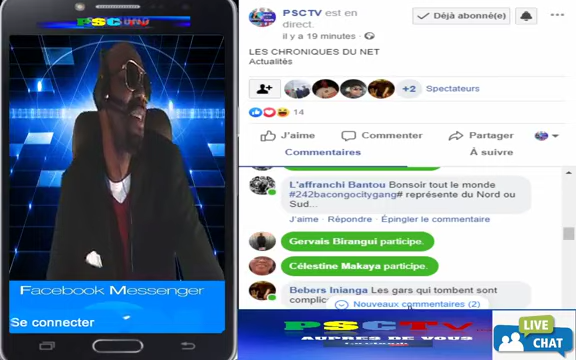 PSCTV
PSCTV est en
direct.
il y a 19 minutes ·
Déjà abonné(e)
LES CHRONIQUES DU NET
Actualités
+2 Spectateurs
14
J'aime
Commenter
Partager
Commentaires
À suivre
L'affranchi Bantou Bonsoir tout le monde
#242bacongocitygang# représente du Nord ou
Sud...
J'aime · Répondre · Épingler le commentaire
Gervais Birangui participe.
Célestine Makaya participe.
Bebers Inianga Les gars qui tombent sont
complic
Nouveaux commentaires (2)
Facebook Messenger
Se connecter
PSCTV
AUPRES DE VOUS
LIVE
CHAT